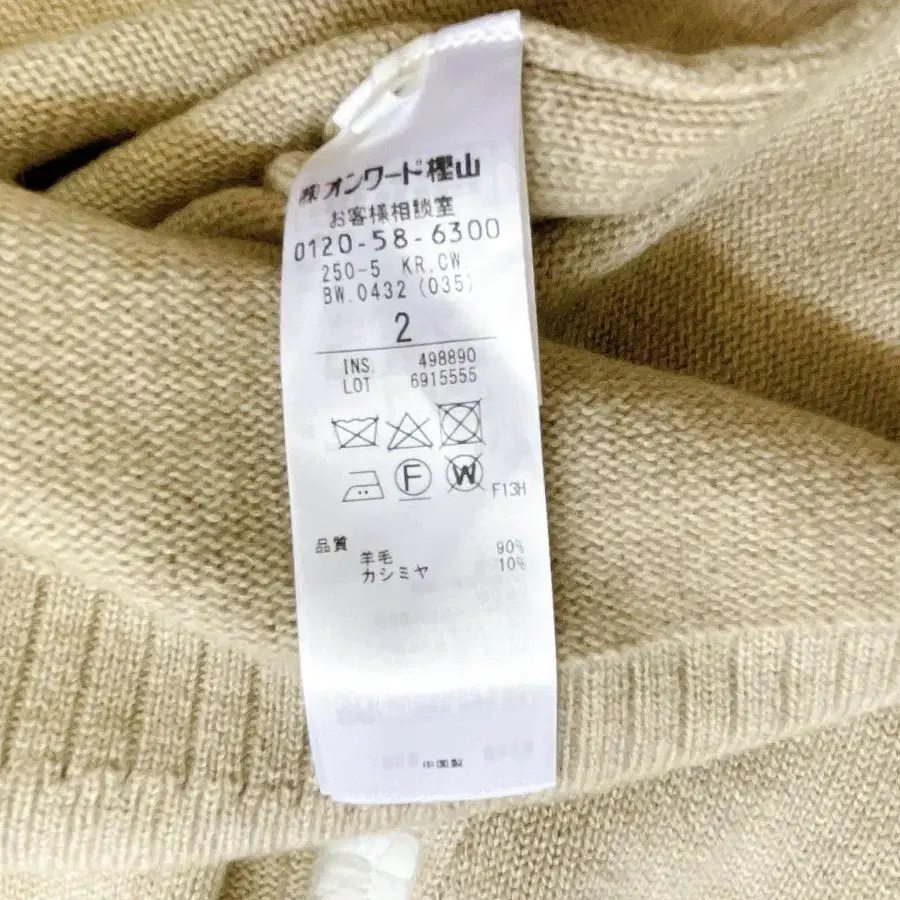 ㈱オンワード樫山
お客様相談室
0120-58-6300
250-5 KR.CW.
BW.0432 (035)
2
INS. 498890
LOT 6915555
F
W
F13H
品質
羊毛 90%
カシミヤ 10%
中国製